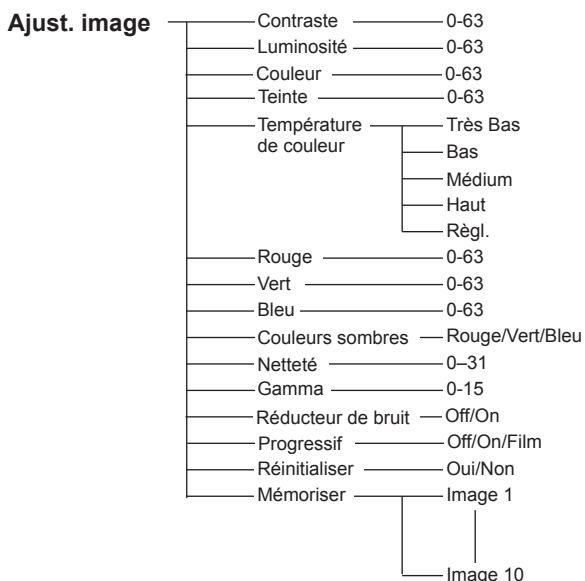 Ajust. image
Contraste 0-63
Luminosité 0-63
Couleur 0-63
Teinte 0-63
Température de couleur Très Bas
Bas
Médium
Haut
Règl.
Rouge 0-63
Vert 0-63
Bleu 0-63
Couleurs sombres Rouge/Vert/Bleu
Netteté 0–31
Gamma 0-15
Réducteur de bruit Off/On
Progressif Off/On/Film
Réinitialiser Oui/Non
Mémoriser Image 1
Image 10